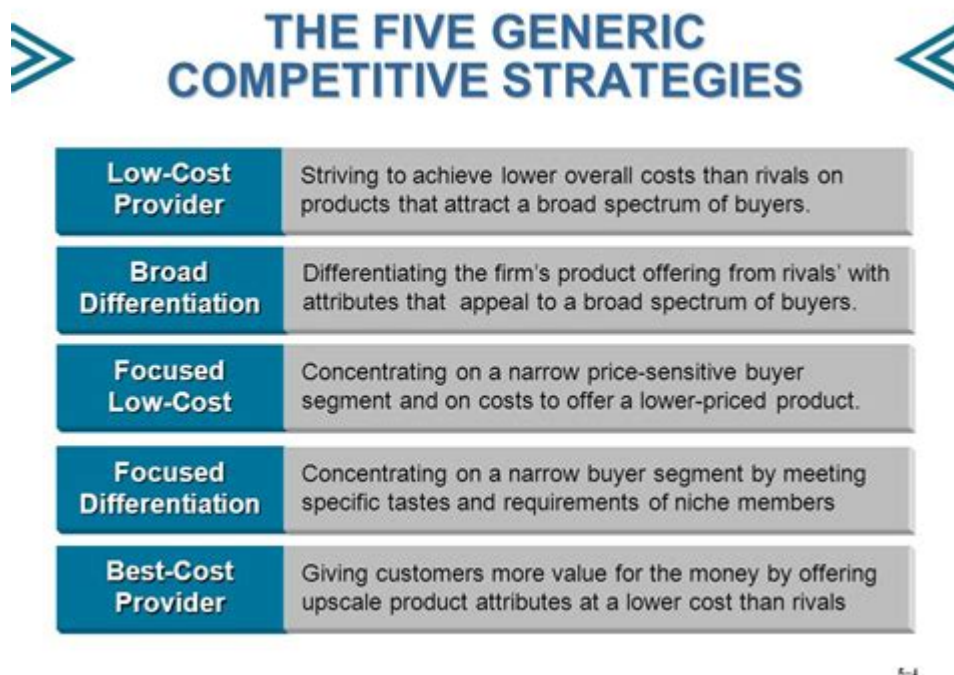 THE FIVE GENERIC
COMPETITIVE STRATEGIES
Low-Cost
Provider
Striving to achieve lower overall costs than rivals on
products that attract a broad spectrum of buyers.
Broad
Differentiation
Differentiating the firm's product offering from rivals' with
attributes that appeal to a broad spectrum of buyers.
Focused
Low-Cost
Concentrating on a narrow price-sensitive buyer
segment and on costs to offer a lower-priced product.
Focused
Differentiation
Concentrating on a narrow buyer segment by meeting
specific tastes and requirements of niche members
Best-Cost
Provider
Giving customers more value for the money by offering
upscale product attributes at a lower cost than rivals